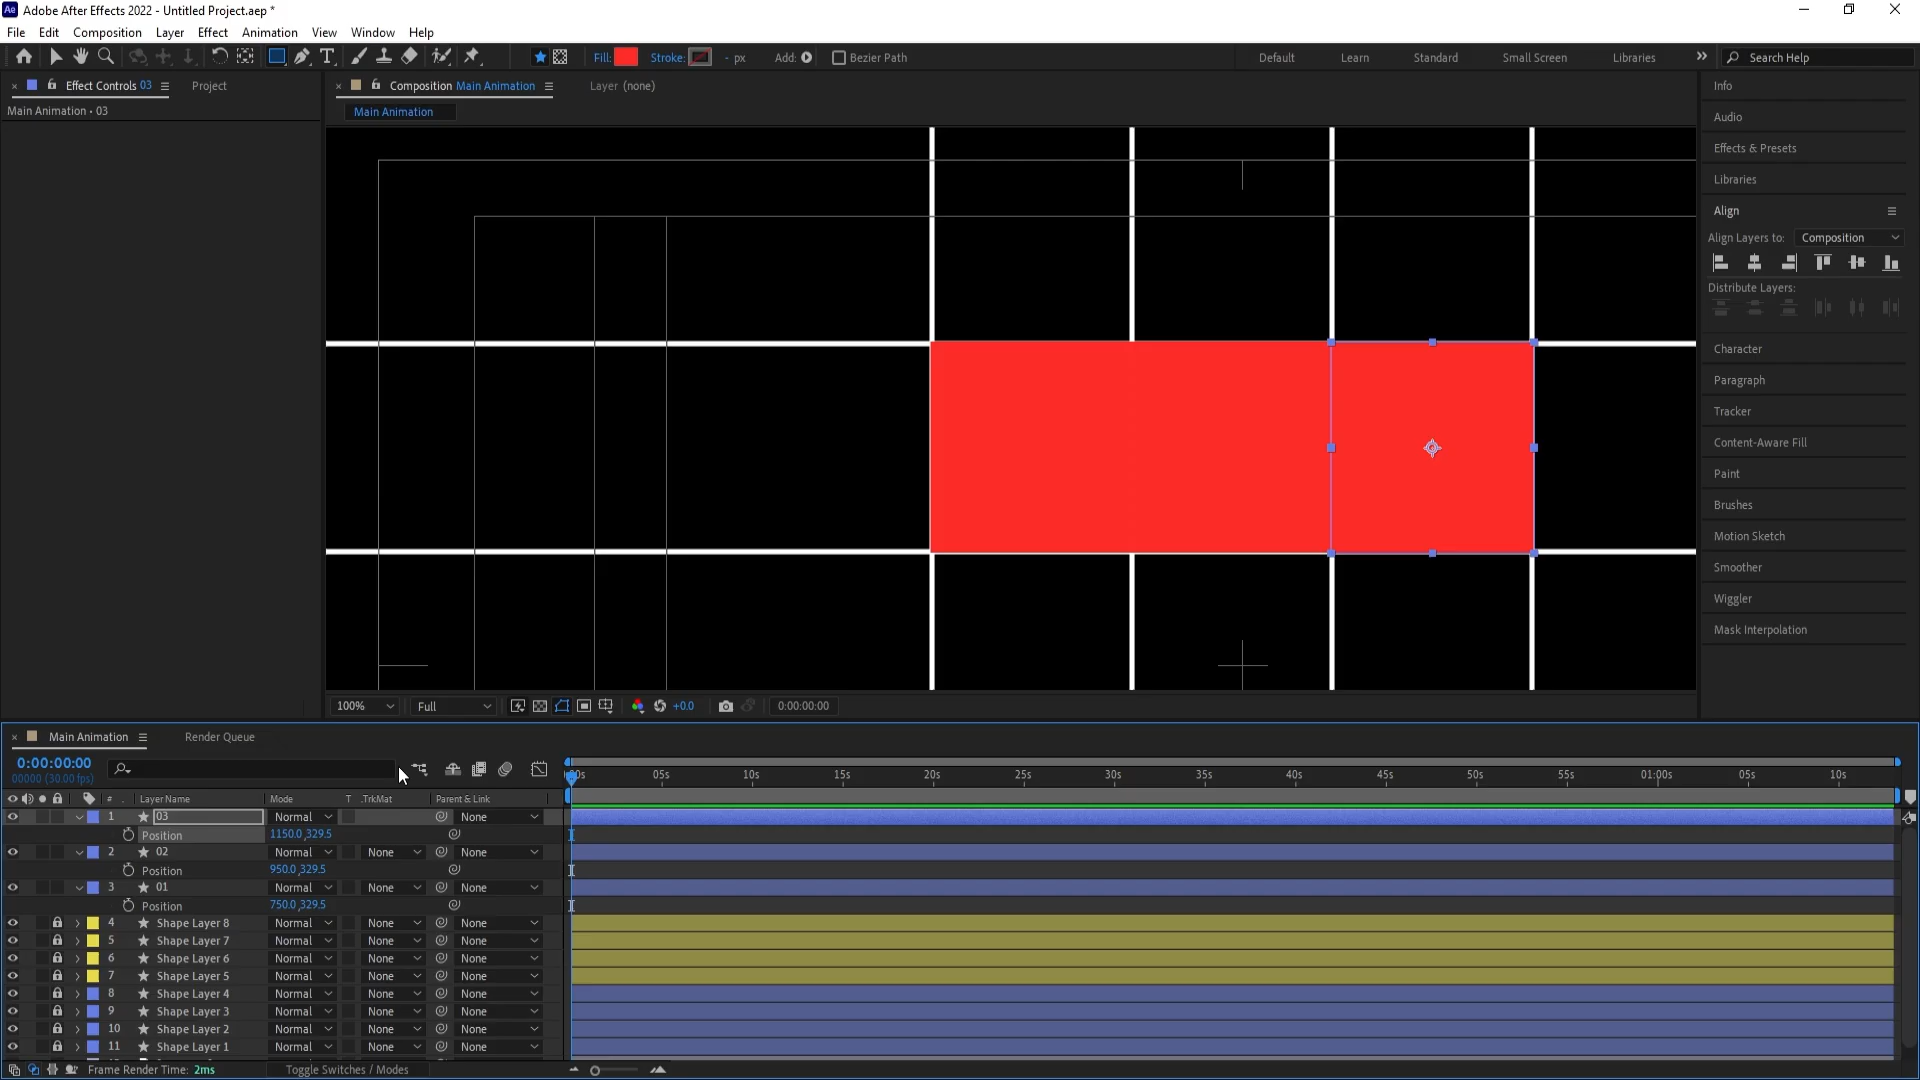 Adobe After Effects 2022 - Untitled Project.aep *
File Edit Composition Layer Effect Animation View Window Help
Fill: Stroke: - px Add: Bezier Path Default Learn Standard Small Screen Libraries Search Help
Effect Controls 03 Project Composition Main Animation Layer (none)
Main Animation • 03
Main Animation
Info
Audio
Effects & Presets
Libraries
Align
Align Layers to: Composition
Distribute Layers:
Character
Paragraph
Tracker
Content-Aware Fill
Paint
Brushes
Motion Sketch
Smoother
Wiggler
Mask Interpolation
100% Full +0.0 0:00:00:00
Main Animation Render Queue
0:00:00:00
00000 (30.00 fps)
05s 10s 15s 20s 25s 30s 35s 40s 45s 50s 55s 01:00s 05s 10s
# Layer Name Mode T .TrkMat Parent & Link
1 03 Normal None
Position 1150.0,329.5
2 02 Normal None None
Position 950.0,329.5
3 01 Normal None None
Position 750.0,329.5
4 Shape Layer 8 Normal None None
5 Shape Layer 7 Normal None None
6 Shape Layer 6 Normal None None
7 Shape Layer 5 Normal None None
8 Shape Layer 4 Normal None None
9 Shape Layer 3 Normal None None
10 Shape Layer 2 Normal None None
11 Shape Layer 1 Normal None None
Frame Render Time: 2ms Toggle Switches / Modes